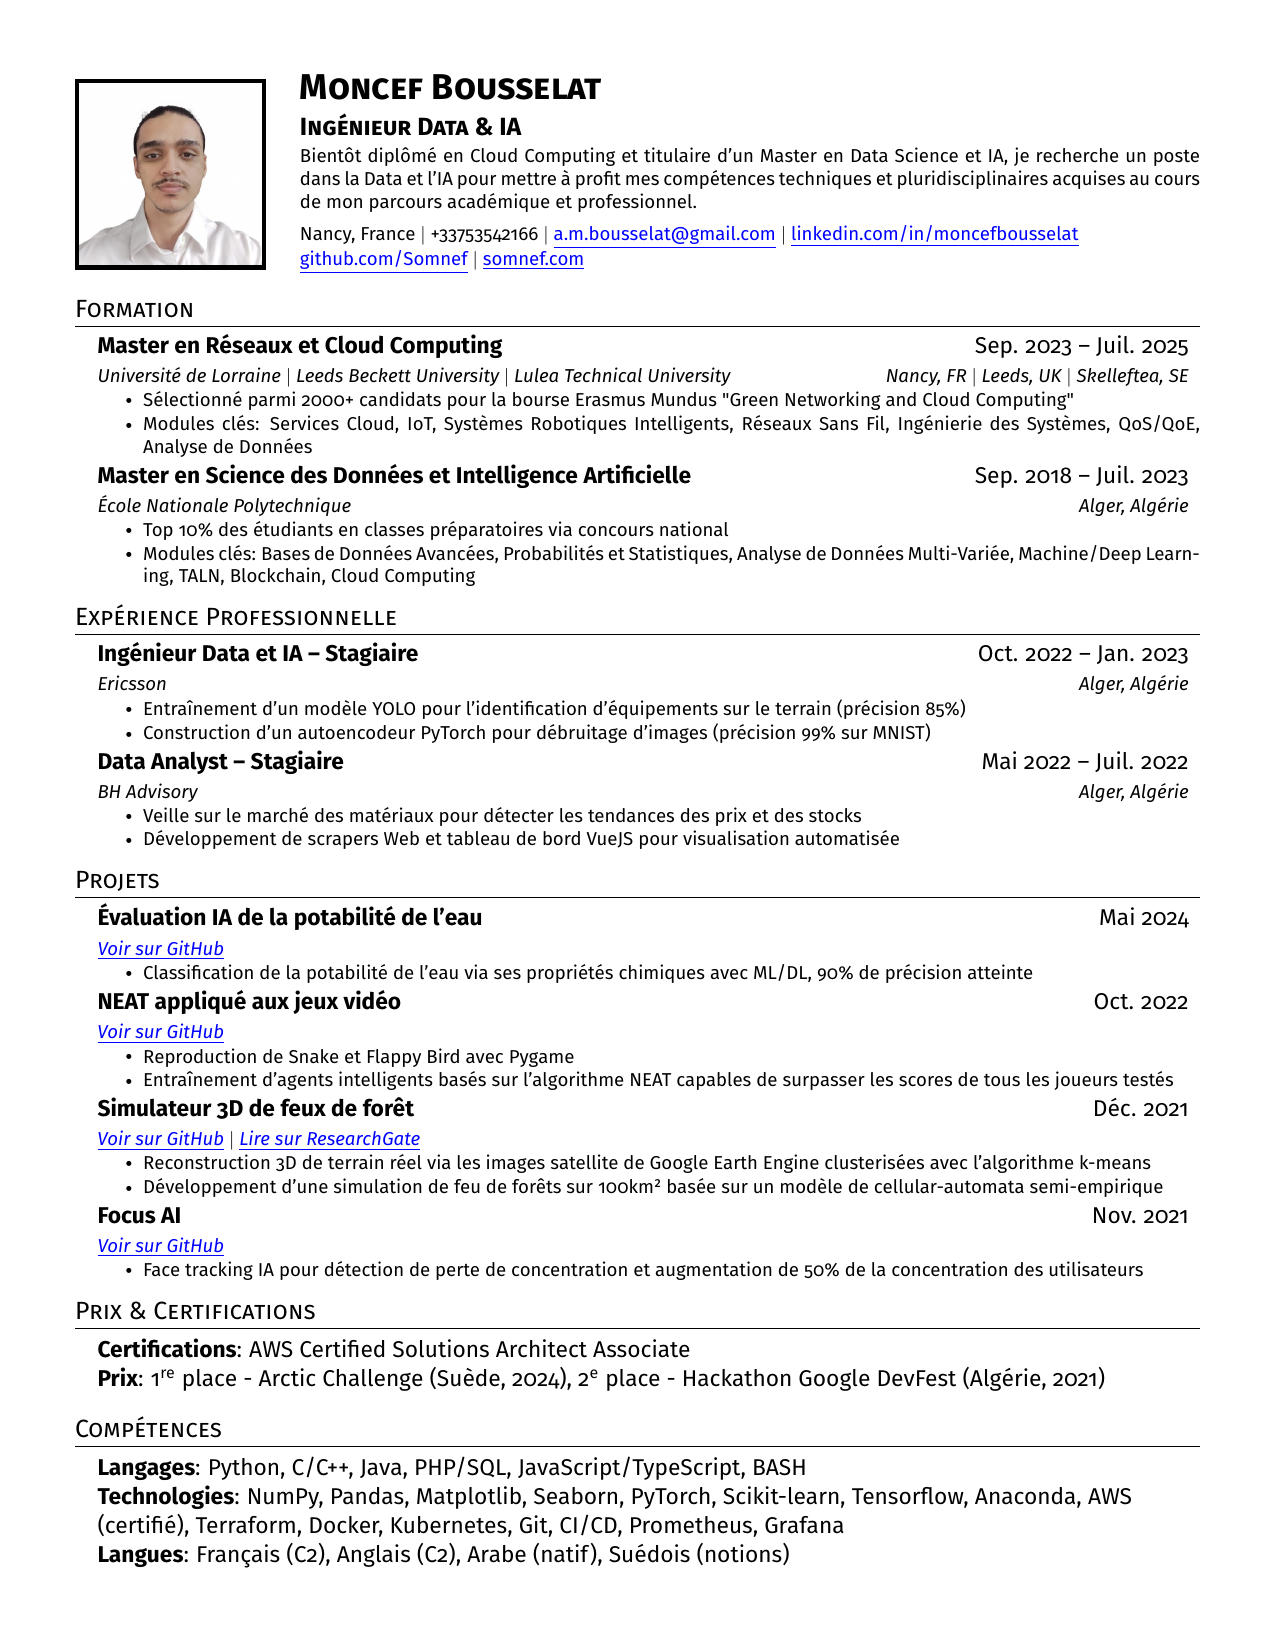 Moncef Bousselat
Ingénieur Data & IA
Bientôt diplômé en Cloud Computing et titulaire d’un Master en Data Science et IA, je recherche un poste
dans la Data et l’IA pour mettre à profit mes compétences techniques et pluridisciplinaires acquises au cours
de mon parcours académique et professionnel.
Nancy, France | +33753542166 | a.m.bousselat@gmail.com | linkedin.com/in/moncefbousselat
github.com/Somnef | somnef.com
Formation
Master en Réseaux et Cloud Computing Sep. 2023 – Juil. 2025
Université de Lorraine | Leeds Beckett University | Lulea Technical University Nancy, FR | Leeds, UK | Skelleftea, SE
• Sélectionné parmi 2000+ candidats pour la bourse Erasmus Mundus "Green Networking and Cloud Computing"
• Modules clés: Services Cloud, IoT, Systèmes Robotiques Intelligents, Réseaux Sans Fil, Ingénierie des Systèmes, QoS/QoE,
Analyse de Données
Master en Science des Données et Intelligence Artificielle Sep. 2018 – Juil. 2023
École Nationale Polytechnique Alger, Algérie
• Top 10% des étudiants en classes préparatoires via concours national
• Modules clés: Bases de Données Avancées, Probabilités et Statistiques, Analyse de Données Multi-Variée, Machine/Deep Learn-
ing, TALN, Blockchain, Cloud Computing
Expérience Professionnelle
Ingénieur Data et IA – Stagiaire Oct. 2022 – Jan. 2023
Ericsson Alger, Algérie
• Entraînement d’un modèle YOLO pour l’identification d’équipements sur le terrain (précision 85%)
• Construction d’un autoencodeur PyTorch pour débruitage d’images (précision 99% sur MNIST)
Data Analyst – Stagiaire Mai 2022 – Juil. 2022
BH Advisory Alger, Algérie
• Veille sur le marché des matériaux pour détecter les tendances des prix et des stocks
• Développement de scrapers Web et tableau de bord VueJS pour visualisation automatisée
Projets
Évaluation IA de la potabilité de l’eau Mai 2024
Voir sur GitHub
• Classification de la potabilité de l’eau via ses propriétés chimiques avec ML/DL, 90% de précision atteinte
NEAT appliqué aux jeux vidéo Oct. 2022
Voir sur GitHub
• Reproduction de Snake et Flappy Bird avec Pygame
• Entraînement d’agents intelligents basés sur l’algorithme NEAT capables de surpasser les scores de tous les joueurs testés
Simulateur 3D de feux de forêt Déc. 2021
Voir sur GitHub | Lire sur ResearchGate
• Reconstruction 3D de terrain réel via les images satellite de Google Earth Engine clusterisées avec l’algorithme k-means
• Développement d’une simulation de feu de forêts sur 100km² basée sur un modèle de cellular-automata semi-empirique
Focus AI Nov. 2021
Voir sur GitHub
• Face tracking IA pour détection de perte de concentration et augmentation de 50% de la concentration des utilisateurs
Prix & Certifications
Certifications: AWS Certified Solutions Architect Associate
Prix: 1re place - Arctic Challenge (Suède, 2024), 2e place - Hackathon Google DevFest (Algérie, 2021)
Compétences
Langages: Python, C/C++, Java, PHP/SQL, JavaScript/TypeScript, BASH
Technologies: NumPy, Pandas, Matplotlib, Seaborn, PyTorch, Scikit-learn, Tensorflow, Anaconda, AWS
(certifié), Terraform, Docker, Kubernetes, Git, CI/CD, Prometheus, Grafana
Langues: Français (C2), Anglais (C2), Arabe (natif), Suédois (notions)